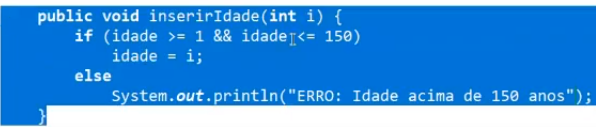 public void inserirIdade(int i) {
if (idade >= 1 && idade <= 150)
idade = i;
else
System.out.println("ERRO: Idade acima de 150 anos");
}